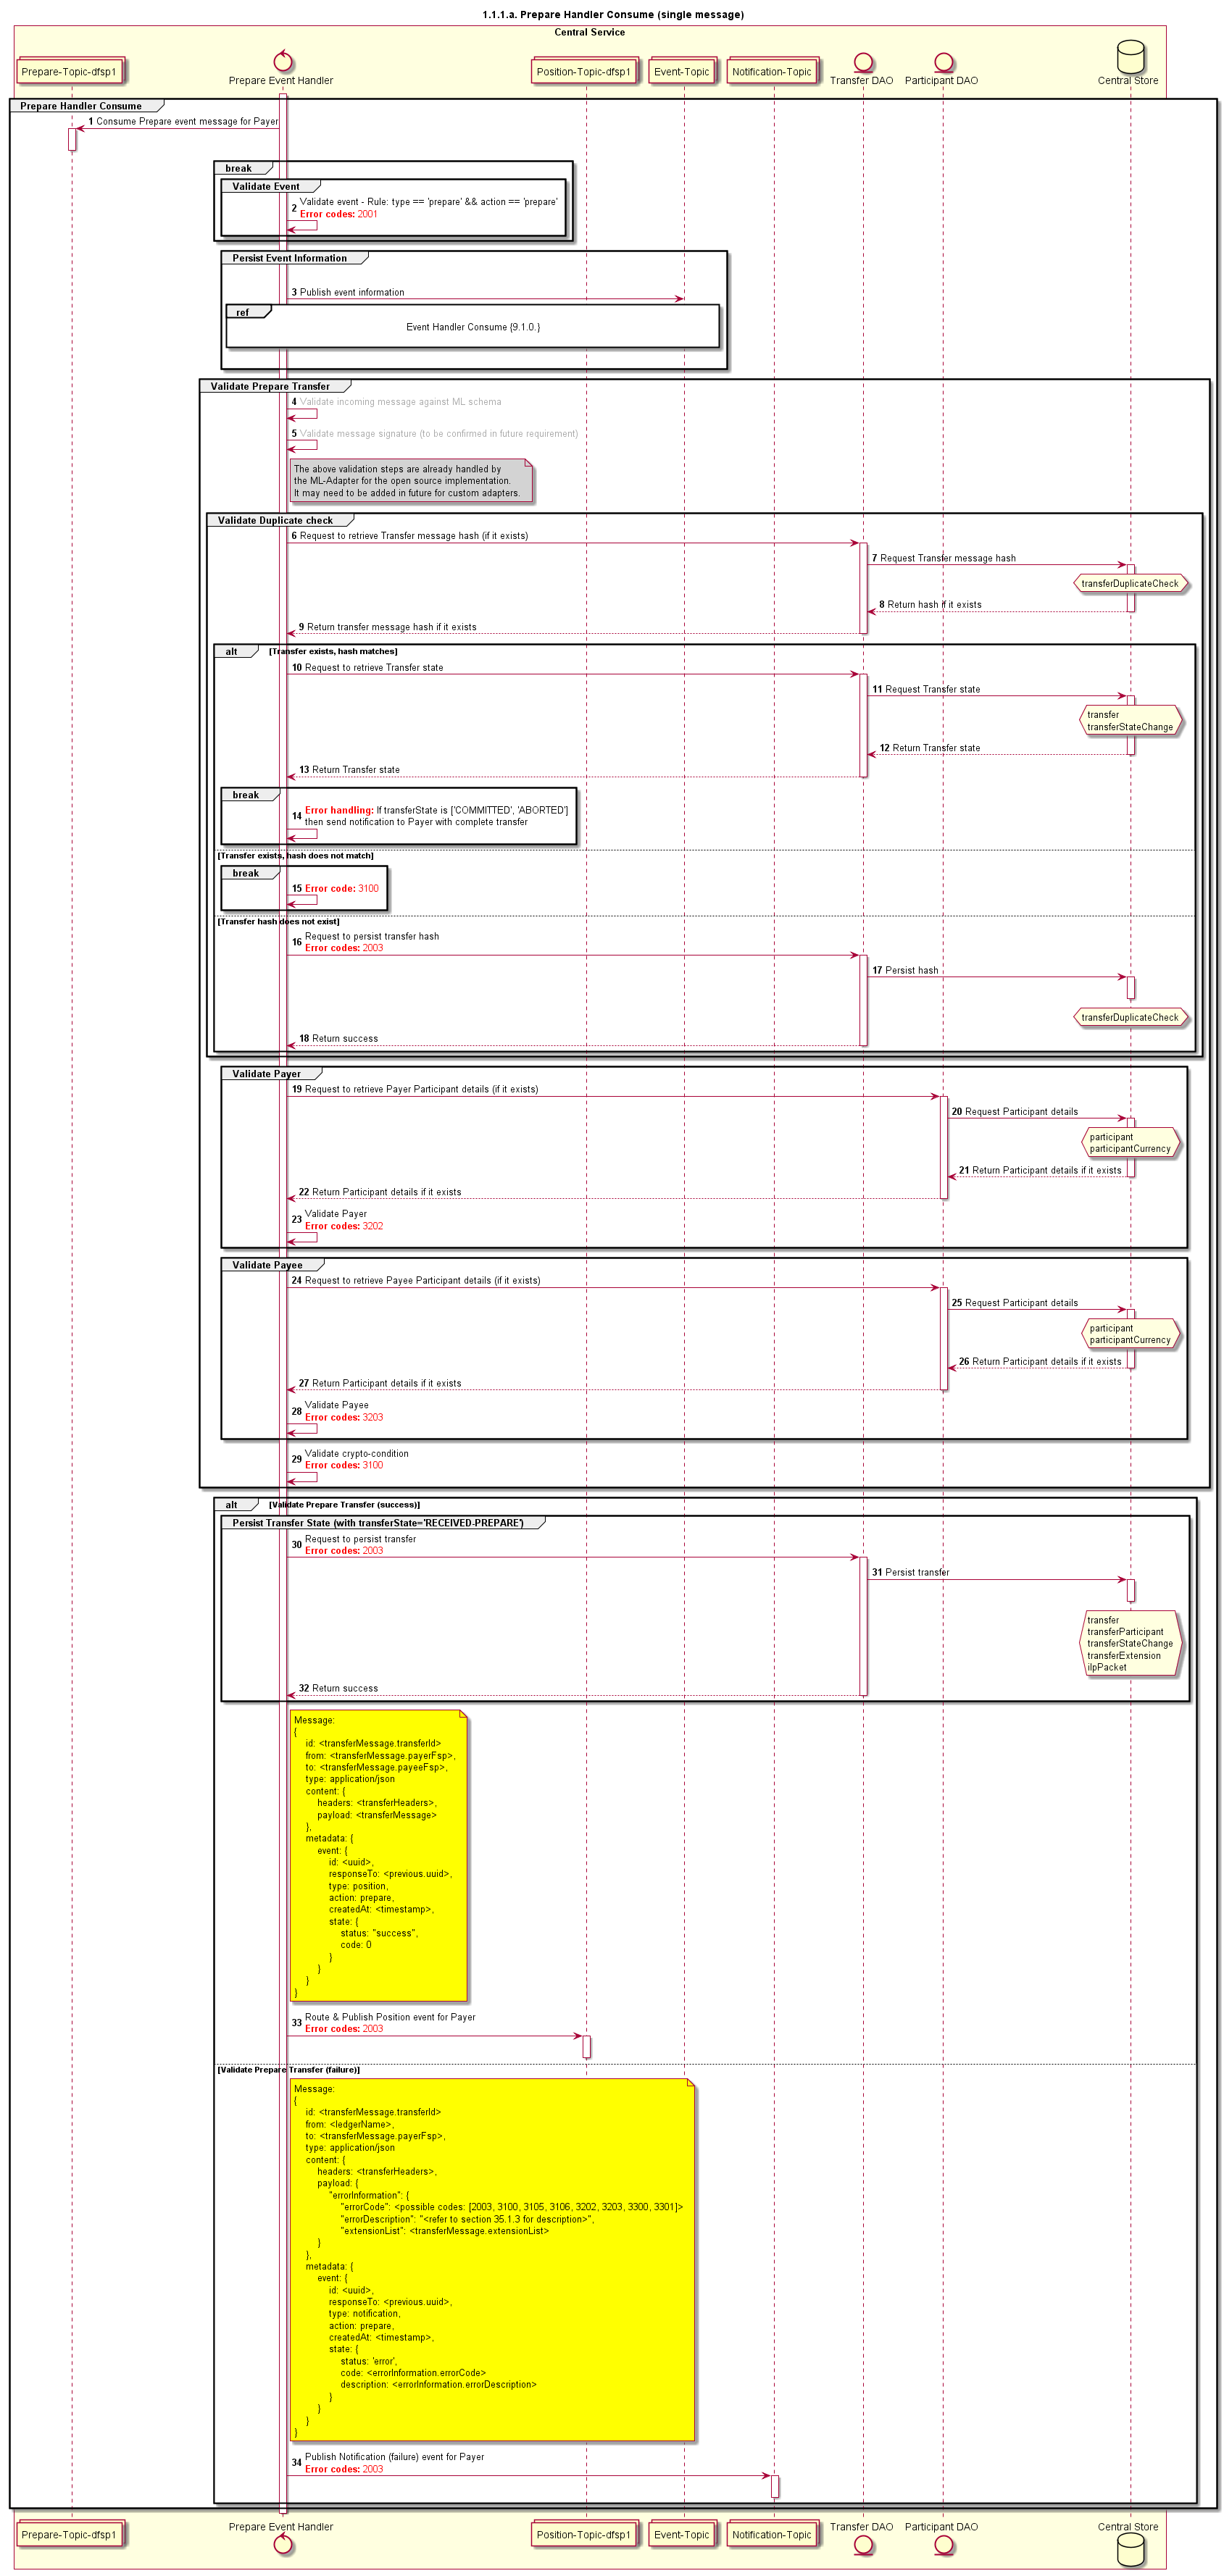 1.1.1.a. Prepare Handler Consume (single message)
Central Service
Prepare-Topic-dfsp1
Prepare Event Handler
Position-Topic-dfsp1
Event-Topic
Notification-Topic
Transfer DAO
Participant DAO
Central Store
Prepare Handler Consume
1 Consume Prepare event message for Payer
break
Validate Event
2 Validate event - Rule: type == 'prepare' && action == 'prepare'
Error codes: 2001
Persist Event Information
3 Publish event information
ref
Event Handler Consume {9.1.0.}
Validate Prepare Transfer
4 Validate incoming message against ML schema
5 Validate message signature (to be confirmed in future requirement)
The above validation steps are already handled by
the ML-Adapter for the open source implementation.
It may need to be added in future for custom adapters.
Validate Duplicate check
6 Request to retrieve Transfer message hash (if it exists)
7 Request Transfer message hash
transferDuplicateCheck
8 Return hash if it exists
9 Return transfer message hash if it exists
alt [Transfer exists, hash matches]
10 Request to retrieve Transfer state
11 Request Transfer state
transfer
transferStateChange
12 Return Transfer state
13 Return Transfer state
break
14 Error handling: If transferState is ['COMMITTED', 'ABORTED']
then send notification to Payer with complete transfer
[Transfer exists, hash does not match]
break
15 Error code: 3100
[Transfer hash does not exist]
16 Request to persist transfer hash
Error codes: 2003
17 Persist hash
transferDuplicateCheck
18 Return success
Validate Payer
19 Request to retrieve Payer Participant details (if it exists)
20 Request Participant details
participant
participantCurrency
21 Return Participant details if it exists
22 Return Participant details if it exists
23 Validate Payer
Error codes: 3202
Validate Payee
24 Request to retrieve Payee Participant details (if it exists)
25 Request Participant details
participant
participantCurrency
26 Return Participant details if it exists
27 Return Participant details if it exists
28 Validate Payee
Error codes: 3203
29 Validate crypto-condition
Error codes: 3100
alt [Validate Prepare Transfer (success)]
Persist Transfer State (with transferState='RECEIVED-PREPARE')
30 Request to persist transfer
Error codes: 2003
31 Persist transfer
transfer
transferParticipant
transferStateChange
transferExtension
ilpPacket
32 Return success
Message:
{
id: <transferMessage.transferId>
from: <transferMessage.payerFsp>,
to: <transferMessage.payeeFsp>,
type: application/json
content: {
headers: <transferHeaders>,
payload: <transferMessage>
},
metadata: {
event: {
id: <uuid>,
responseTo: <previous.uuid>,
type: position,
action: prepare,
createdAt: <timestamp>,
state: {
status: "success",
code: 0
}
}
}
}
33 Route & Publish Position event for Payer
Error codes: 2003
[Validate Prepare Transfer (failure)]
Message:
{
id: <transferMessage.transferId>
from: <ledgerName>,
to: <transferMessage.payerFsp>,
type: application/json
content: {
headers: <transferHeaders>,
payload: {
"errorInformation": {
"errorCode": <possible codes: [2003, 3100, 3105, 3106, 3202, 3203, 3300, 3301]>
"errorDescription": "<refer to section 35.1.3 for description>",
"extensionList": <transferMessage.extensionList>
}
},
metadata: {
event: {
id: <uuid>,
responseTo: <previous.uuid>,
type: notification,
action: prepare,
createdAt: <timestamp>,
state: {
status: 'error',
code: <errorInformation.errorCode>
description: <errorInformation.errorDescription>
}
}
}
}
34 Publish Notification (failure) event for Payer
Error codes: 2003
Prepare-Topic-dfsp1
Prepare Event Handler
Position-Topic-dfsp1
Event-Topic
Notification-Topic
Transfer DAO
Participant DAO
Central Store